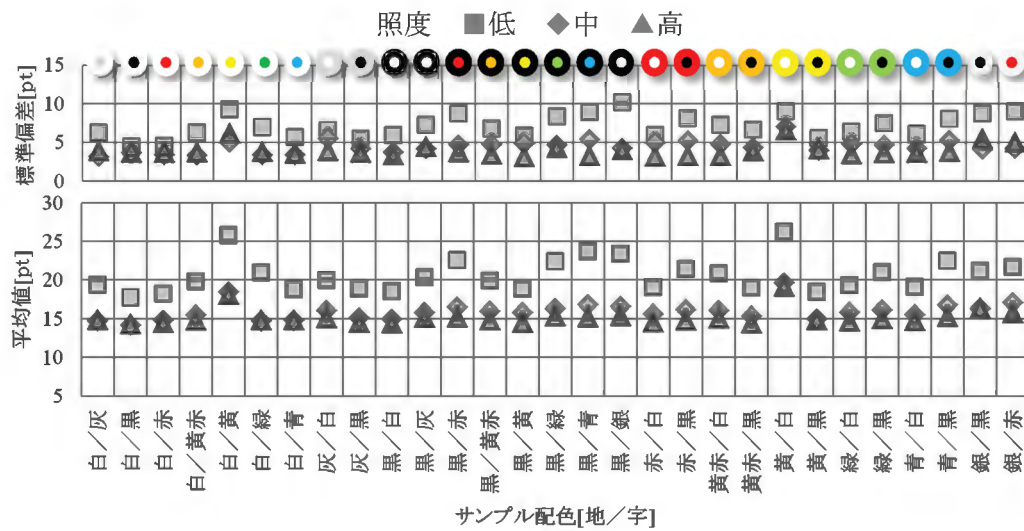 照度 ■低 ◆中 ▲高
標準偏差[pt]
15
10
5
0
平均値[pt]
30
25
20
15
10
5
白／灰
白／黒
白／赤
白／黄赤
白／黄
白／緑
白／青
灰／白
灰／黒
黒／白
黒／灰
黒／赤
黒／黄赤
黒／黄
黒／緑
黒／青
黒／銀
赤／白
赤／黒
黄赤／白
黄赤／黒
黄／白
黄／黒
緑／白
緑／黒
青／白
青／黒
銀／黒
銀／赤
サンプル配色[地／字]